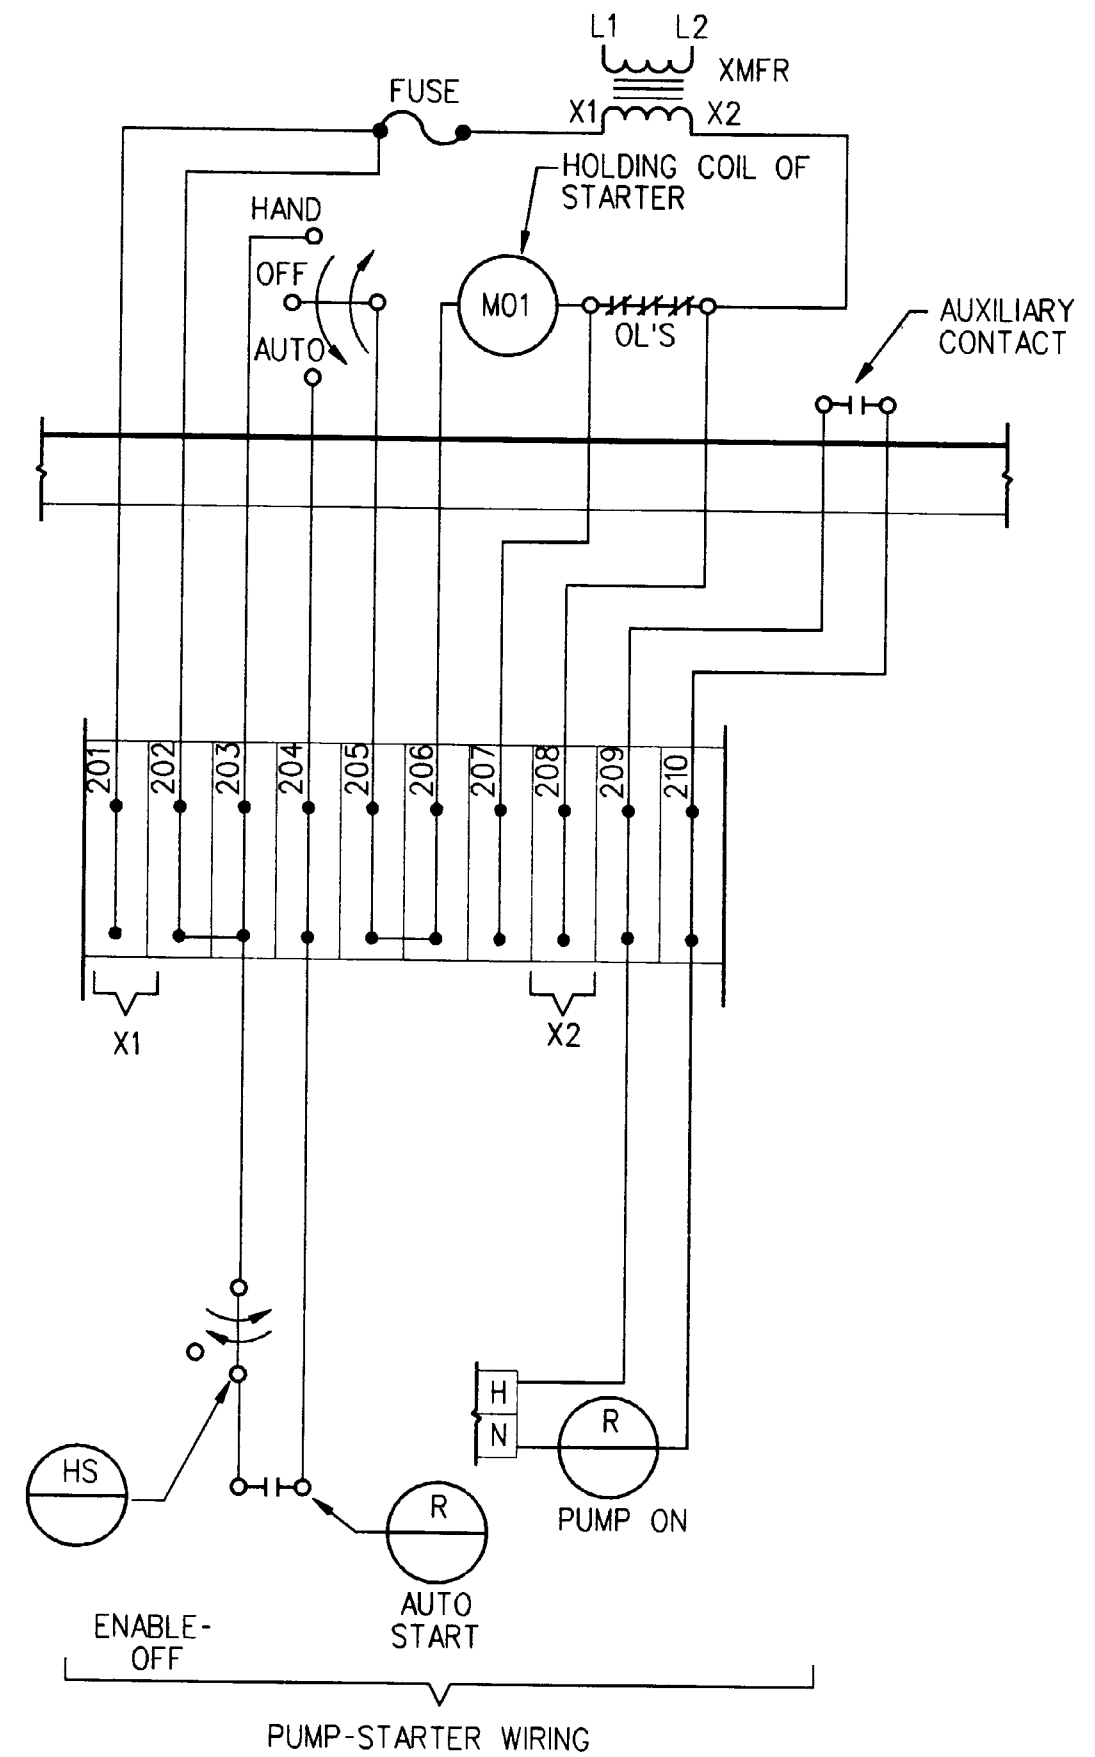 L1 L2
XMFR
FUSE
X1 X2
HOLDING COIL OF
STARTER
HAND
OFF
M01
AUTO
OL'S
AUXILIARY
CONTACT
201 202 203 204 205 206 207 208 209 210
X1
X2
H
N
R
PUMP ON
HS
R
AUTO
START
ENABLE-
OFF
PUMP-STARTER WIRING